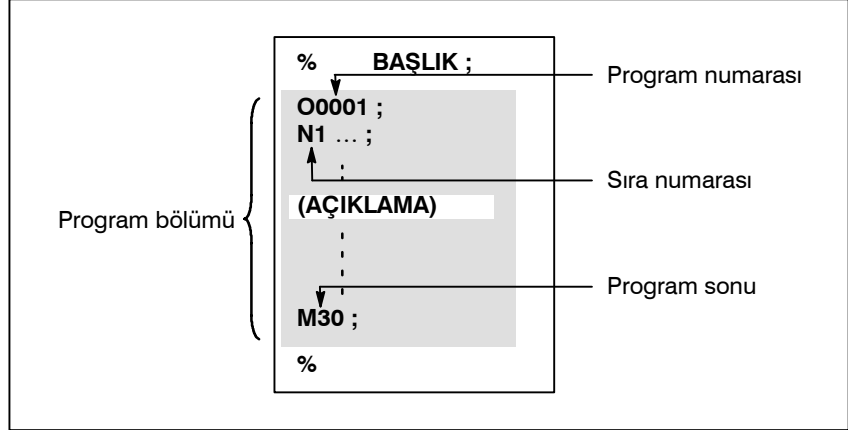 % BAŞLIK ;
Program numarası
O0001 ;
N1 … ;
Sıra numarası
(AÇIKLAMA)
Program bölümü
Program sonu
M30 ;
%